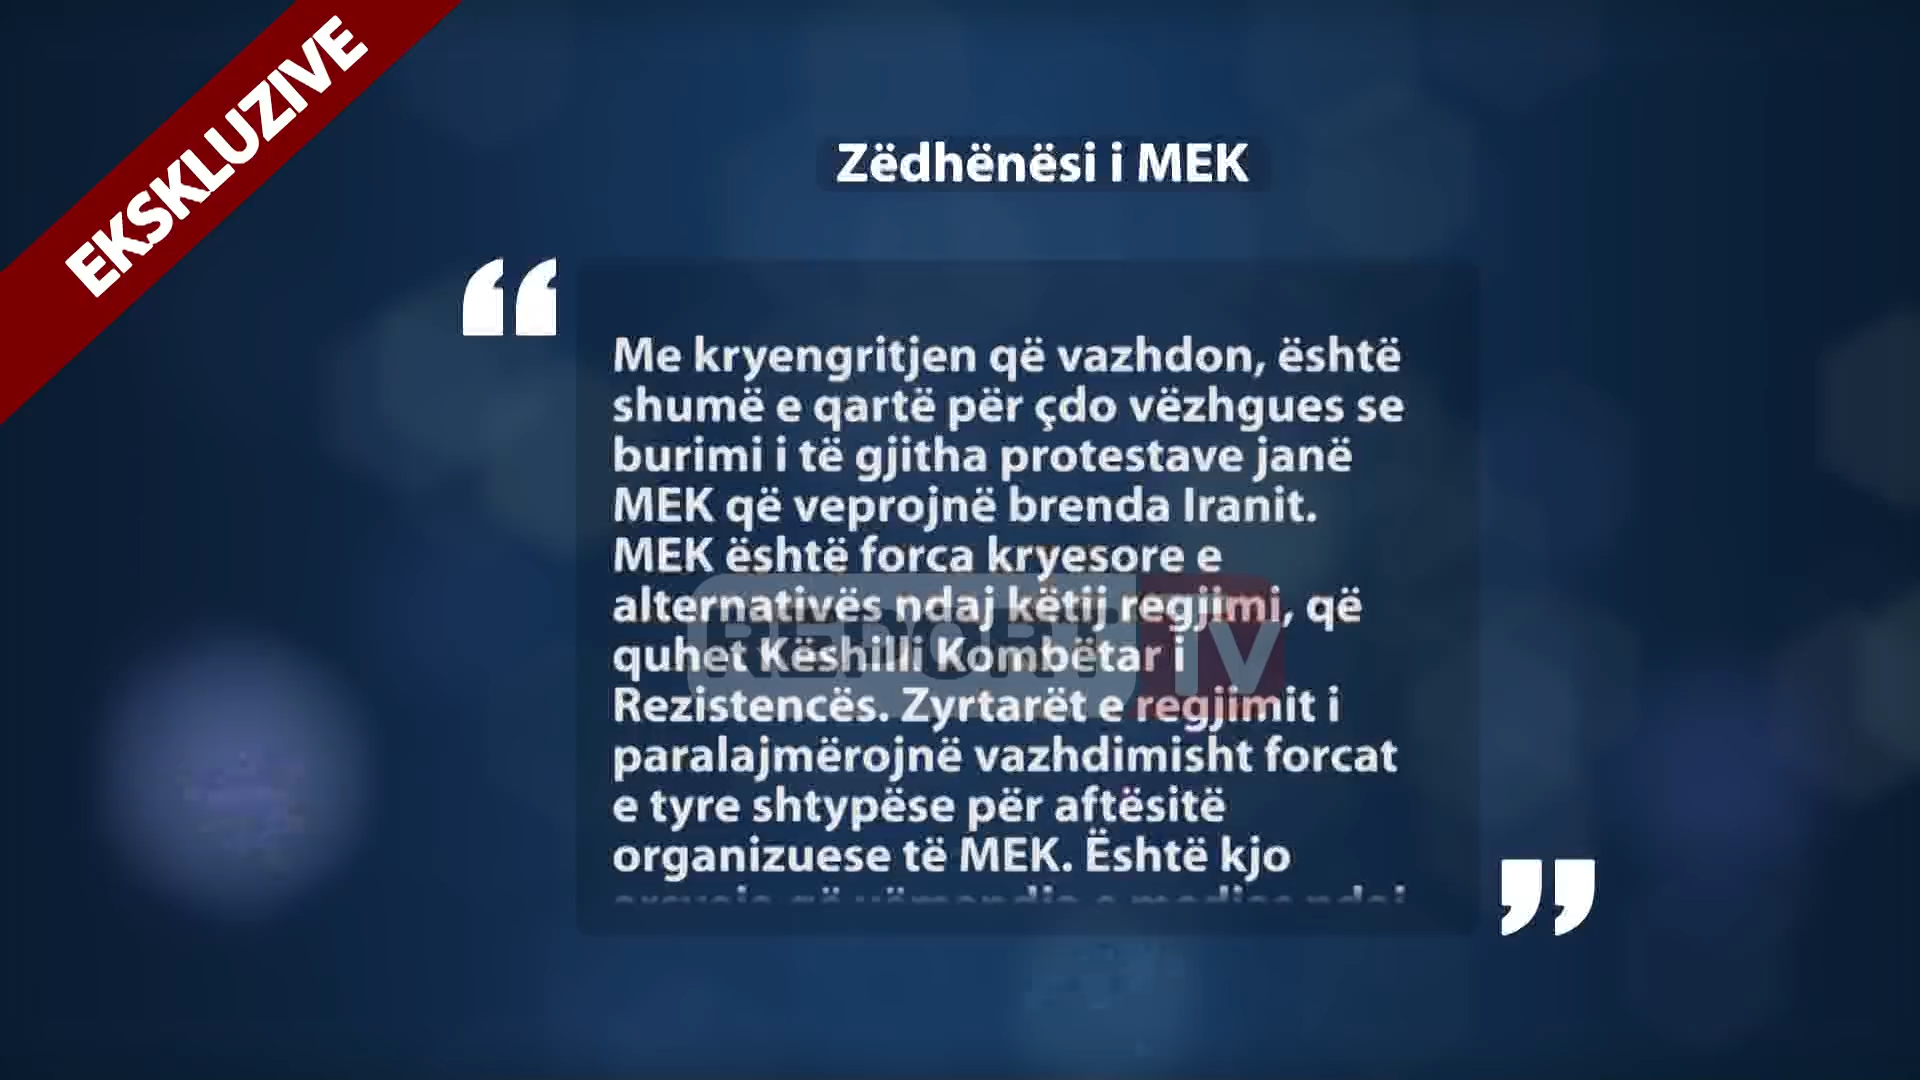 EKSKLUZIVE
Zëdhënësi i MEK
“
Me kryengritjen që vazhdon, është
shumë e qartë për çdo vëzhgues se
burimi i të gjitha protestave janë
MEK që veprojnë brenda Iranit.
MEK është forca kryesore e
alternativës ndaj këtij regjimi, që
quhet Këshilli Kombëtar i
Rezistencës. Zyrtarët e regjimit i
paralajmërojnë vazhdimisht forcat
e tyre shtypëse për aftësitë
organizuese të MEK. Është kjo
”
REPORT TV